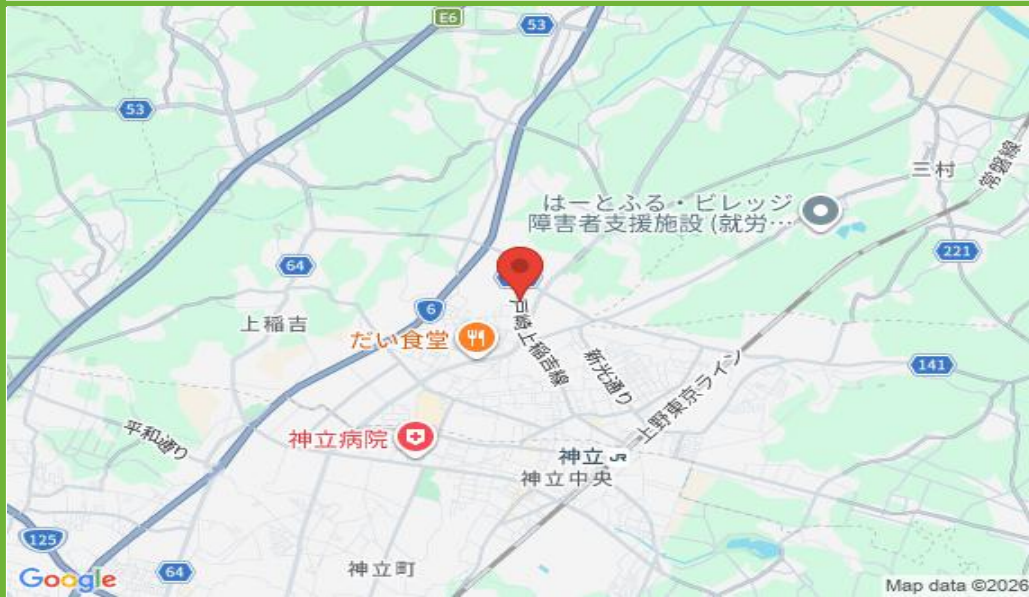 E6
53
53
三村
常磐線
はーとふる・ビレッジ
障害者支援施設 (就労…
221
64
6
上稲吉
だい食堂
戸崎上稲吉線
新光通り
上野東京ライン
141
平和通り
神立病院
神立 JR
神立中央
125
64
神立町
Google
Map data ©2026